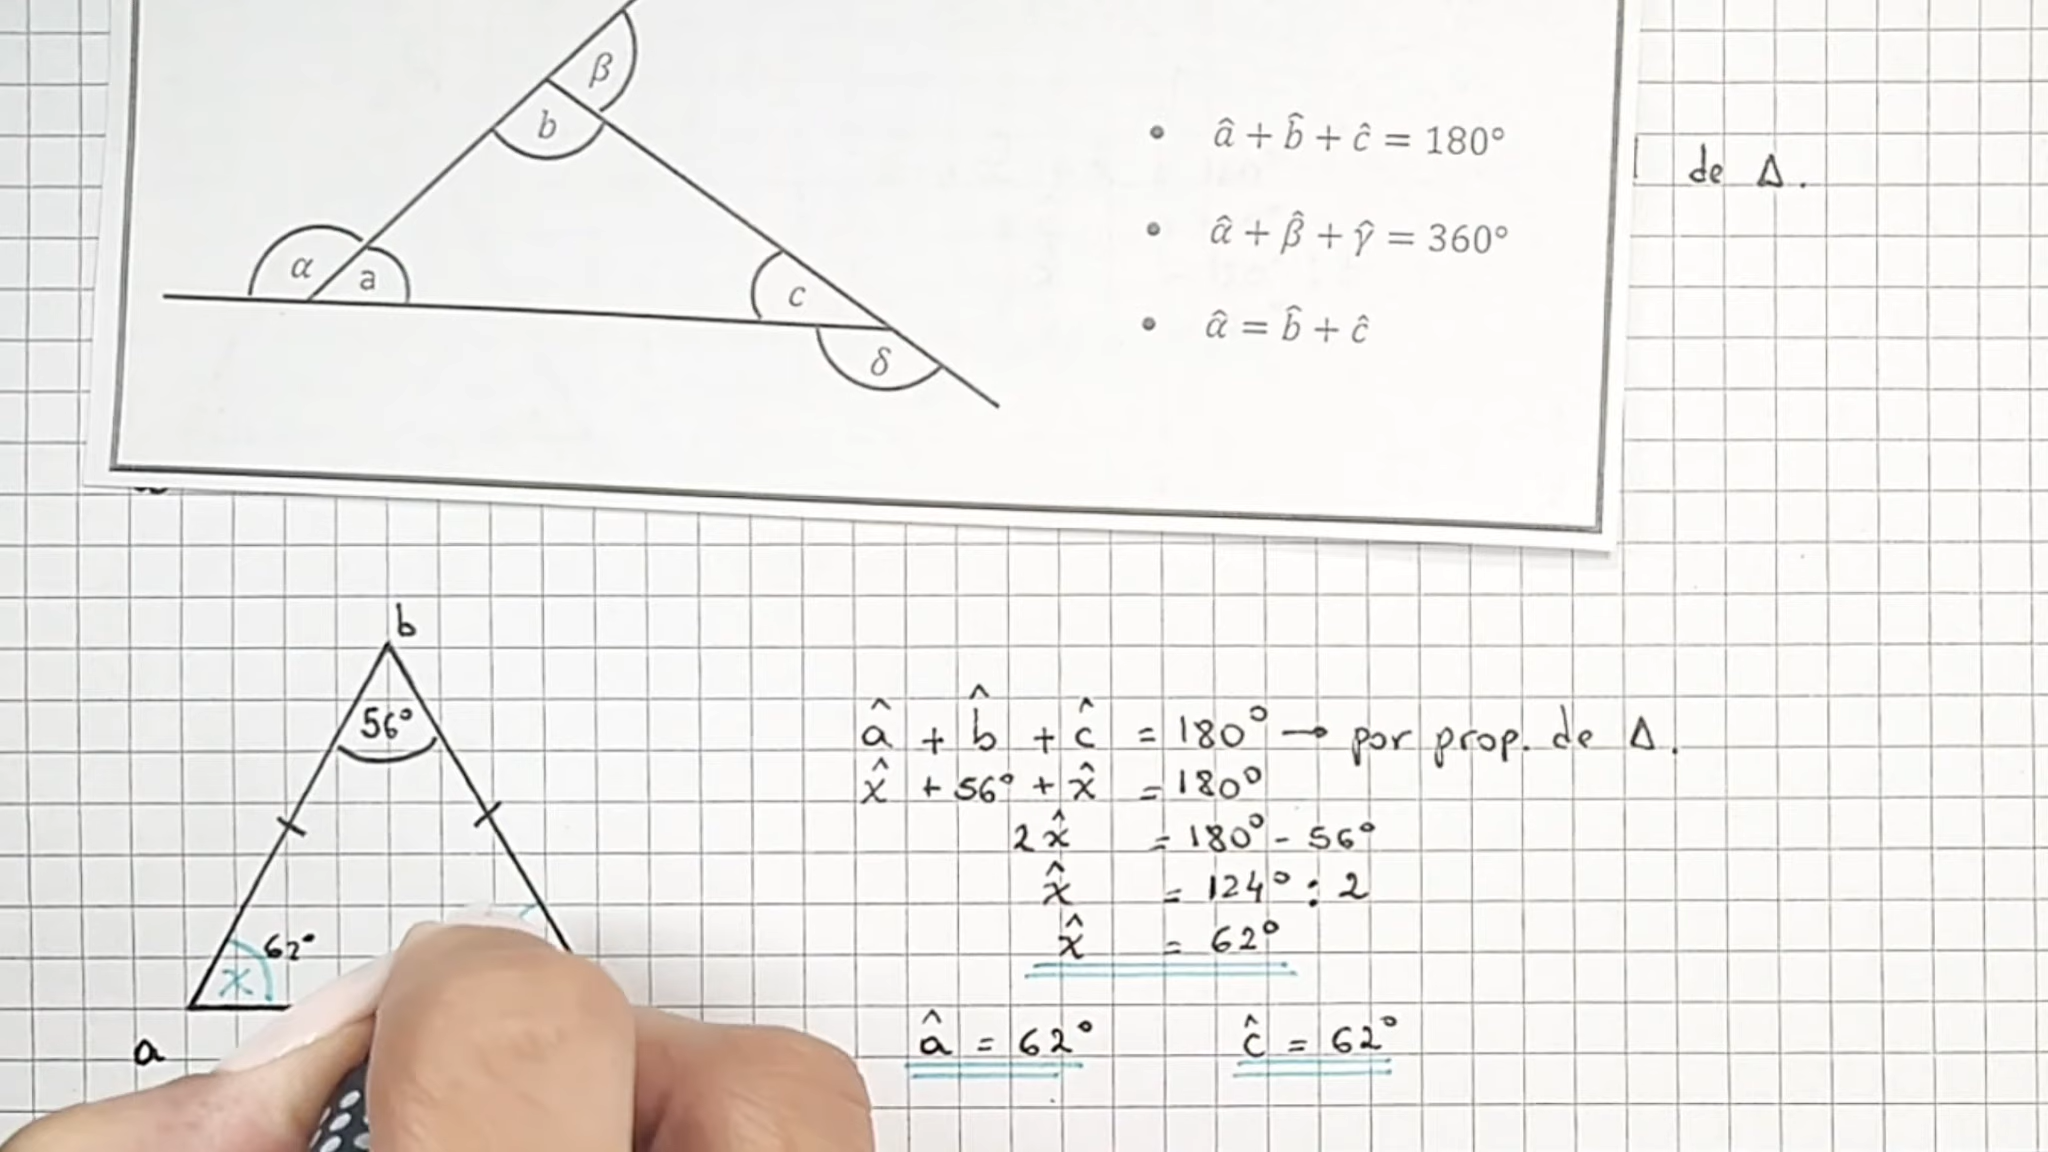 β
b
α
a
c
δ
• â + b̂ + ĉ = 180°
• α̂ + β̂ + γ̂ = 360°
• α̂ = b̂ + ĉ
de Δ.
b
56°
62°
x
a
â + b̂ + ĉ = 180° → por prop. de Δ.
x̂ + 56° + x̂ = 180°
2x̂ = 180° - 56°
x̂ = 124° : 2
x̂ = 62°
â = 62° ĉ = 62°